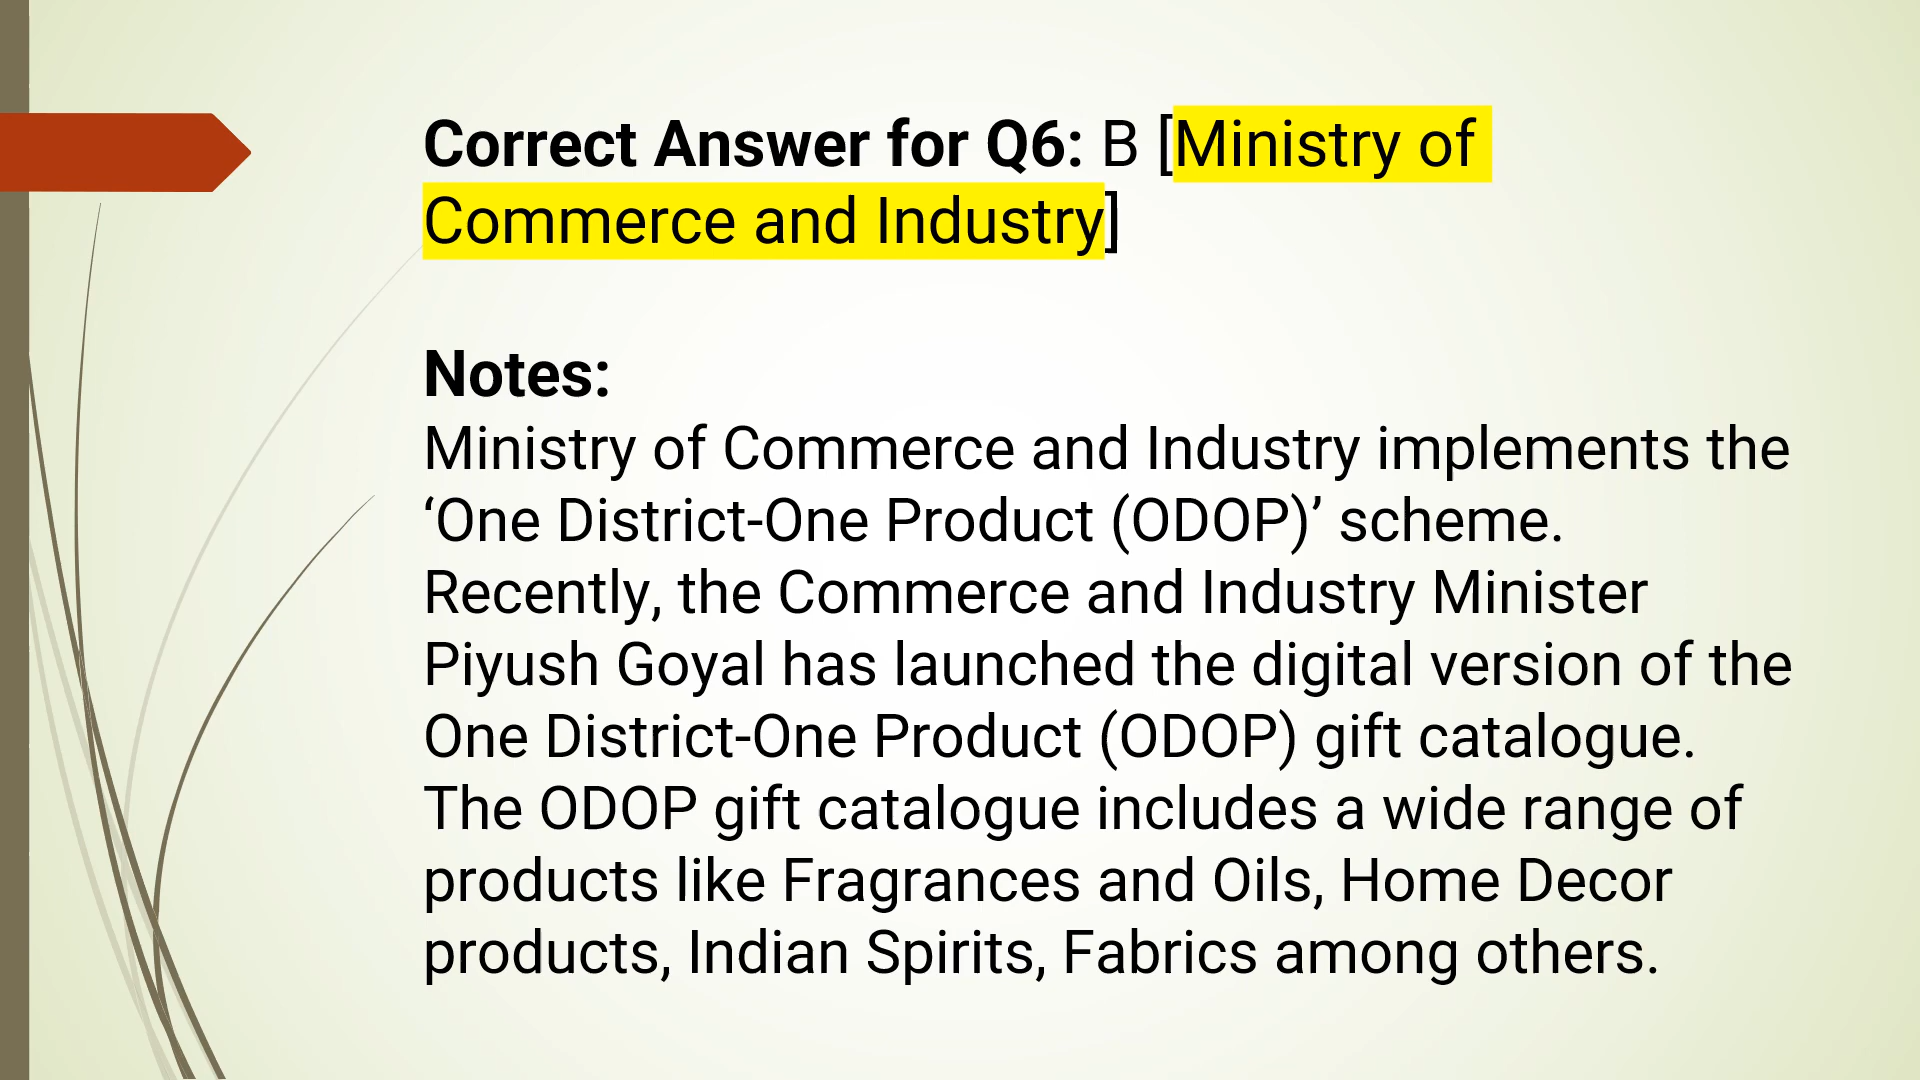 Correct Answer for Q6: B [Ministry of
Commerce and Industry]
Notes:
Ministry of Commerce and Industry implements the
‘One District-One Product (ODOP)’ scheme.
Recently, the Commerce and Industry Minister
Piyush Goyal has launched the digital version of the
One District-One Product (ODOP) gift catalogue.
The ODOP gift catalogue includes a wide range of
products like Fragrances and Oils, Home Decor
products, Indian Spirits, Fabrics among others.